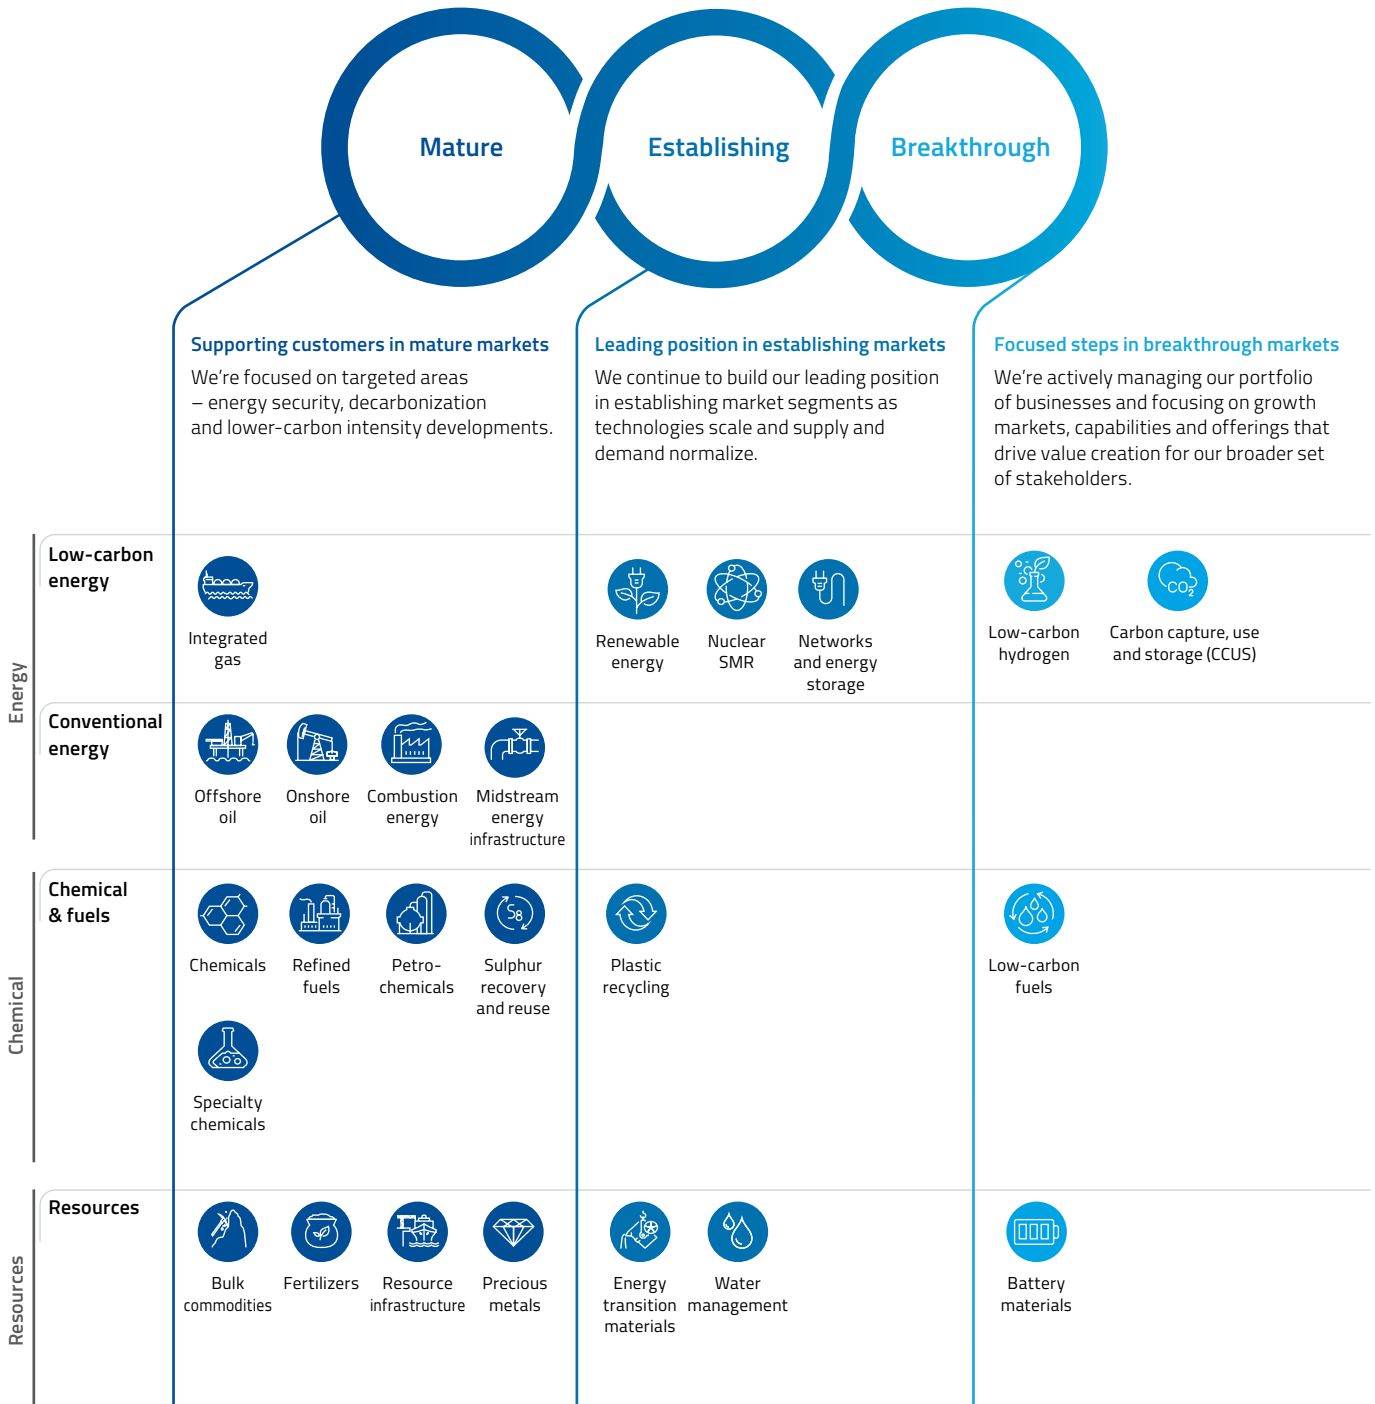 Mature
Establishing
Breakthrough
Supporting customers in mature markets
We're focused on targeted areas
– energy security, decarbonization
and lower-carbon intensity developments.
Leading position in establishing markets
We continue to build our leading position
in establishing market segments as
technologies scale and supply and
demand normalize.
Focused steps in breakthrough markets
We're actively managing our portfolio
of businesses and focusing on growth
markets, capabilities and offerings that
drive value creation for our broader set
of stakeholders.
Energy
Low-carbon
energy
Integrated
gas
Renewable
energy
Nuclear
SMR
Networks
and energy
storage
Low-carbon
hydrogen
CO2
Carbon capture, use
and storage (CCUS)
Conventional
energy
Offshore
oil
Onshore
oil
Combustion
energy
Midstream
energy
infrastructure
Chemical
Chemical
& fuels
Chemicals
Refined
fuels
Petro-
chemicals
S8
Sulphur
recovery
and reuse
Plastic
recycling
Low-carbon
fuels
Specialty
chemicals
Resources
Resources
Bulk
commodities
Fertilizers
Resource
infrastructure
Precious
metals
Energy
transition
materials
Water
management
Battery
materials